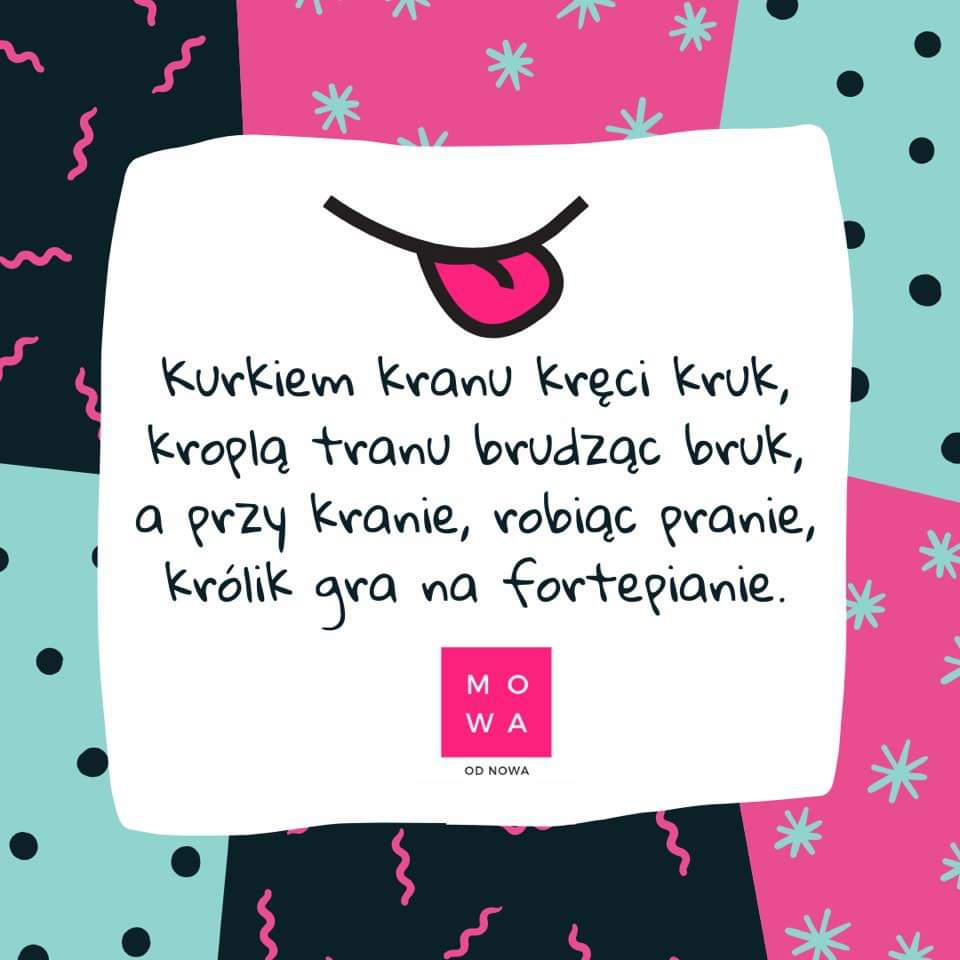 Kurkiem kranu kręci kruk,
kroplą tranu brudząc bruk,
a przy kranie, robiąc pranie,
królik gra na fortepianie.
MO
WA
OD NOWA